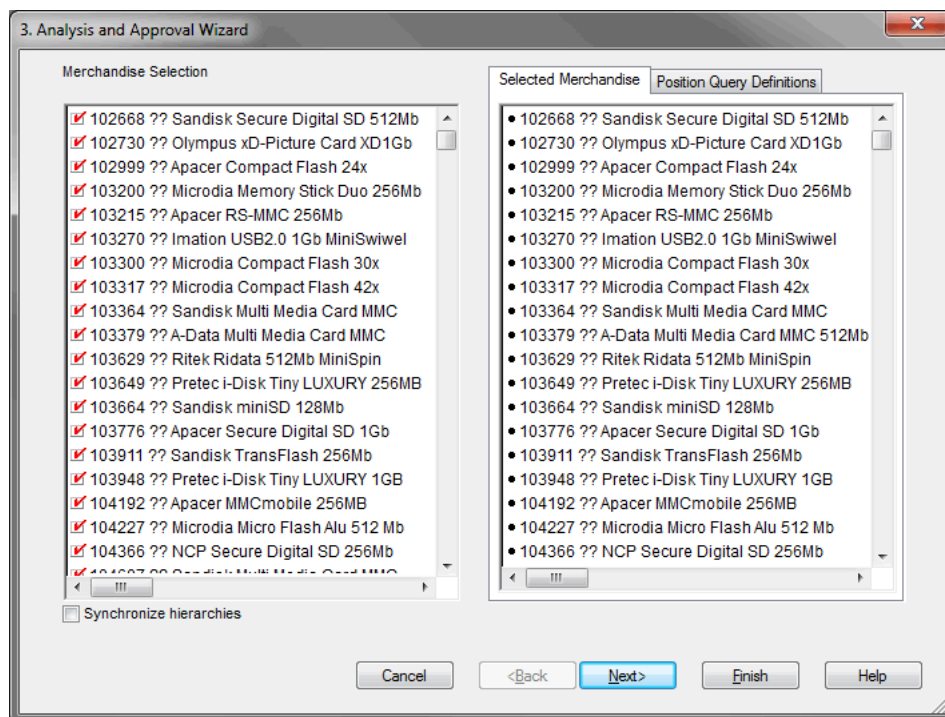 3. Analysis and Approval Wizard
Merchandise Selection
102668 ?? Sandisk Secure Digital SD 512Mb
102730 ?? Olympus xD-Picture Card XD1Gb
102999 ?? Apacer Compact Flash 24x
103200 ?? Microdia Memory Stick Duo 256Mb
103215 ?? Apacer RS-MMC 256Mb
103270 ?? Imation USB2.0 1Gb MiniSwiwel
103300 ?? Microdia Compact Flash 30x
103317 ?? Microdia Compact Flash 42x
103364 ?? Sandisk Multi Media Card MMC
103379 ?? A-Data Multi Media Card MMC
103629 ?? Ritek Ridata 512Mb MiniSpin
103649 ?? Pretec i-Disk Tiny LUXURY 256MB
103664 ?? Sandisk miniSD 128Mb
103776 ?? Apacer Secure Digital SD 1Gb
103911 ?? Sandisk TransFlash 256Mb
103948 ?? Pretec i-Disk Tiny LUXURY 1GB
104192 ?? Apacer MMCmobile 256MB
104227 ?? Microdia Micro Flash Alu 512 Mb
104366 ?? NCP Secure Digital SD 256Mb
?? Sandisk Multi Media Card MMC
Synchronize hierarchies
Selected Merchandise
Position Query Definitions
102668 ?? Sandisk Secure Digital SD 512Mb
102730 ?? Olympus xD-Picture Card XD1Gb
102999 ?? Apacer Compact Flash 24x
103200 ?? Microdia Memory Stick Duo 256Mb
103215 ?? Apacer RS-MMC 256Mb
103270 ?? Imation USB2.0 1Gb MiniSwiwel
103300 ?? Microdia Compact Flash 30x
103317 ?? Microdia Compact Flash 42x
103364 ?? Sandisk Multi Media Card MMC
103379 ?? A-Data Multi Media Card MMC 512Mb
103629 ?? Ritek Ridata 512Mb MiniSpin
103649 ?? Pretec i-Disk Tiny LUXURY 256MB
103664 ?? Sandisk miniSD 128Mb
103776 ?? Apacer Secure Digital SD 1Gb
103911 ?? Sandisk TransFlash 256Mb
103948 ?? Pretec i-Disk Tiny LUXURY 1GB
104192 ?? Apacer MMCmobile 256MB
104227 ?? Microdia Micro Flash Alu 512 Mb
104366 ?? NCP Secure Digital SD 256Mb
Cancel
<Back
Next>
Finish
Help